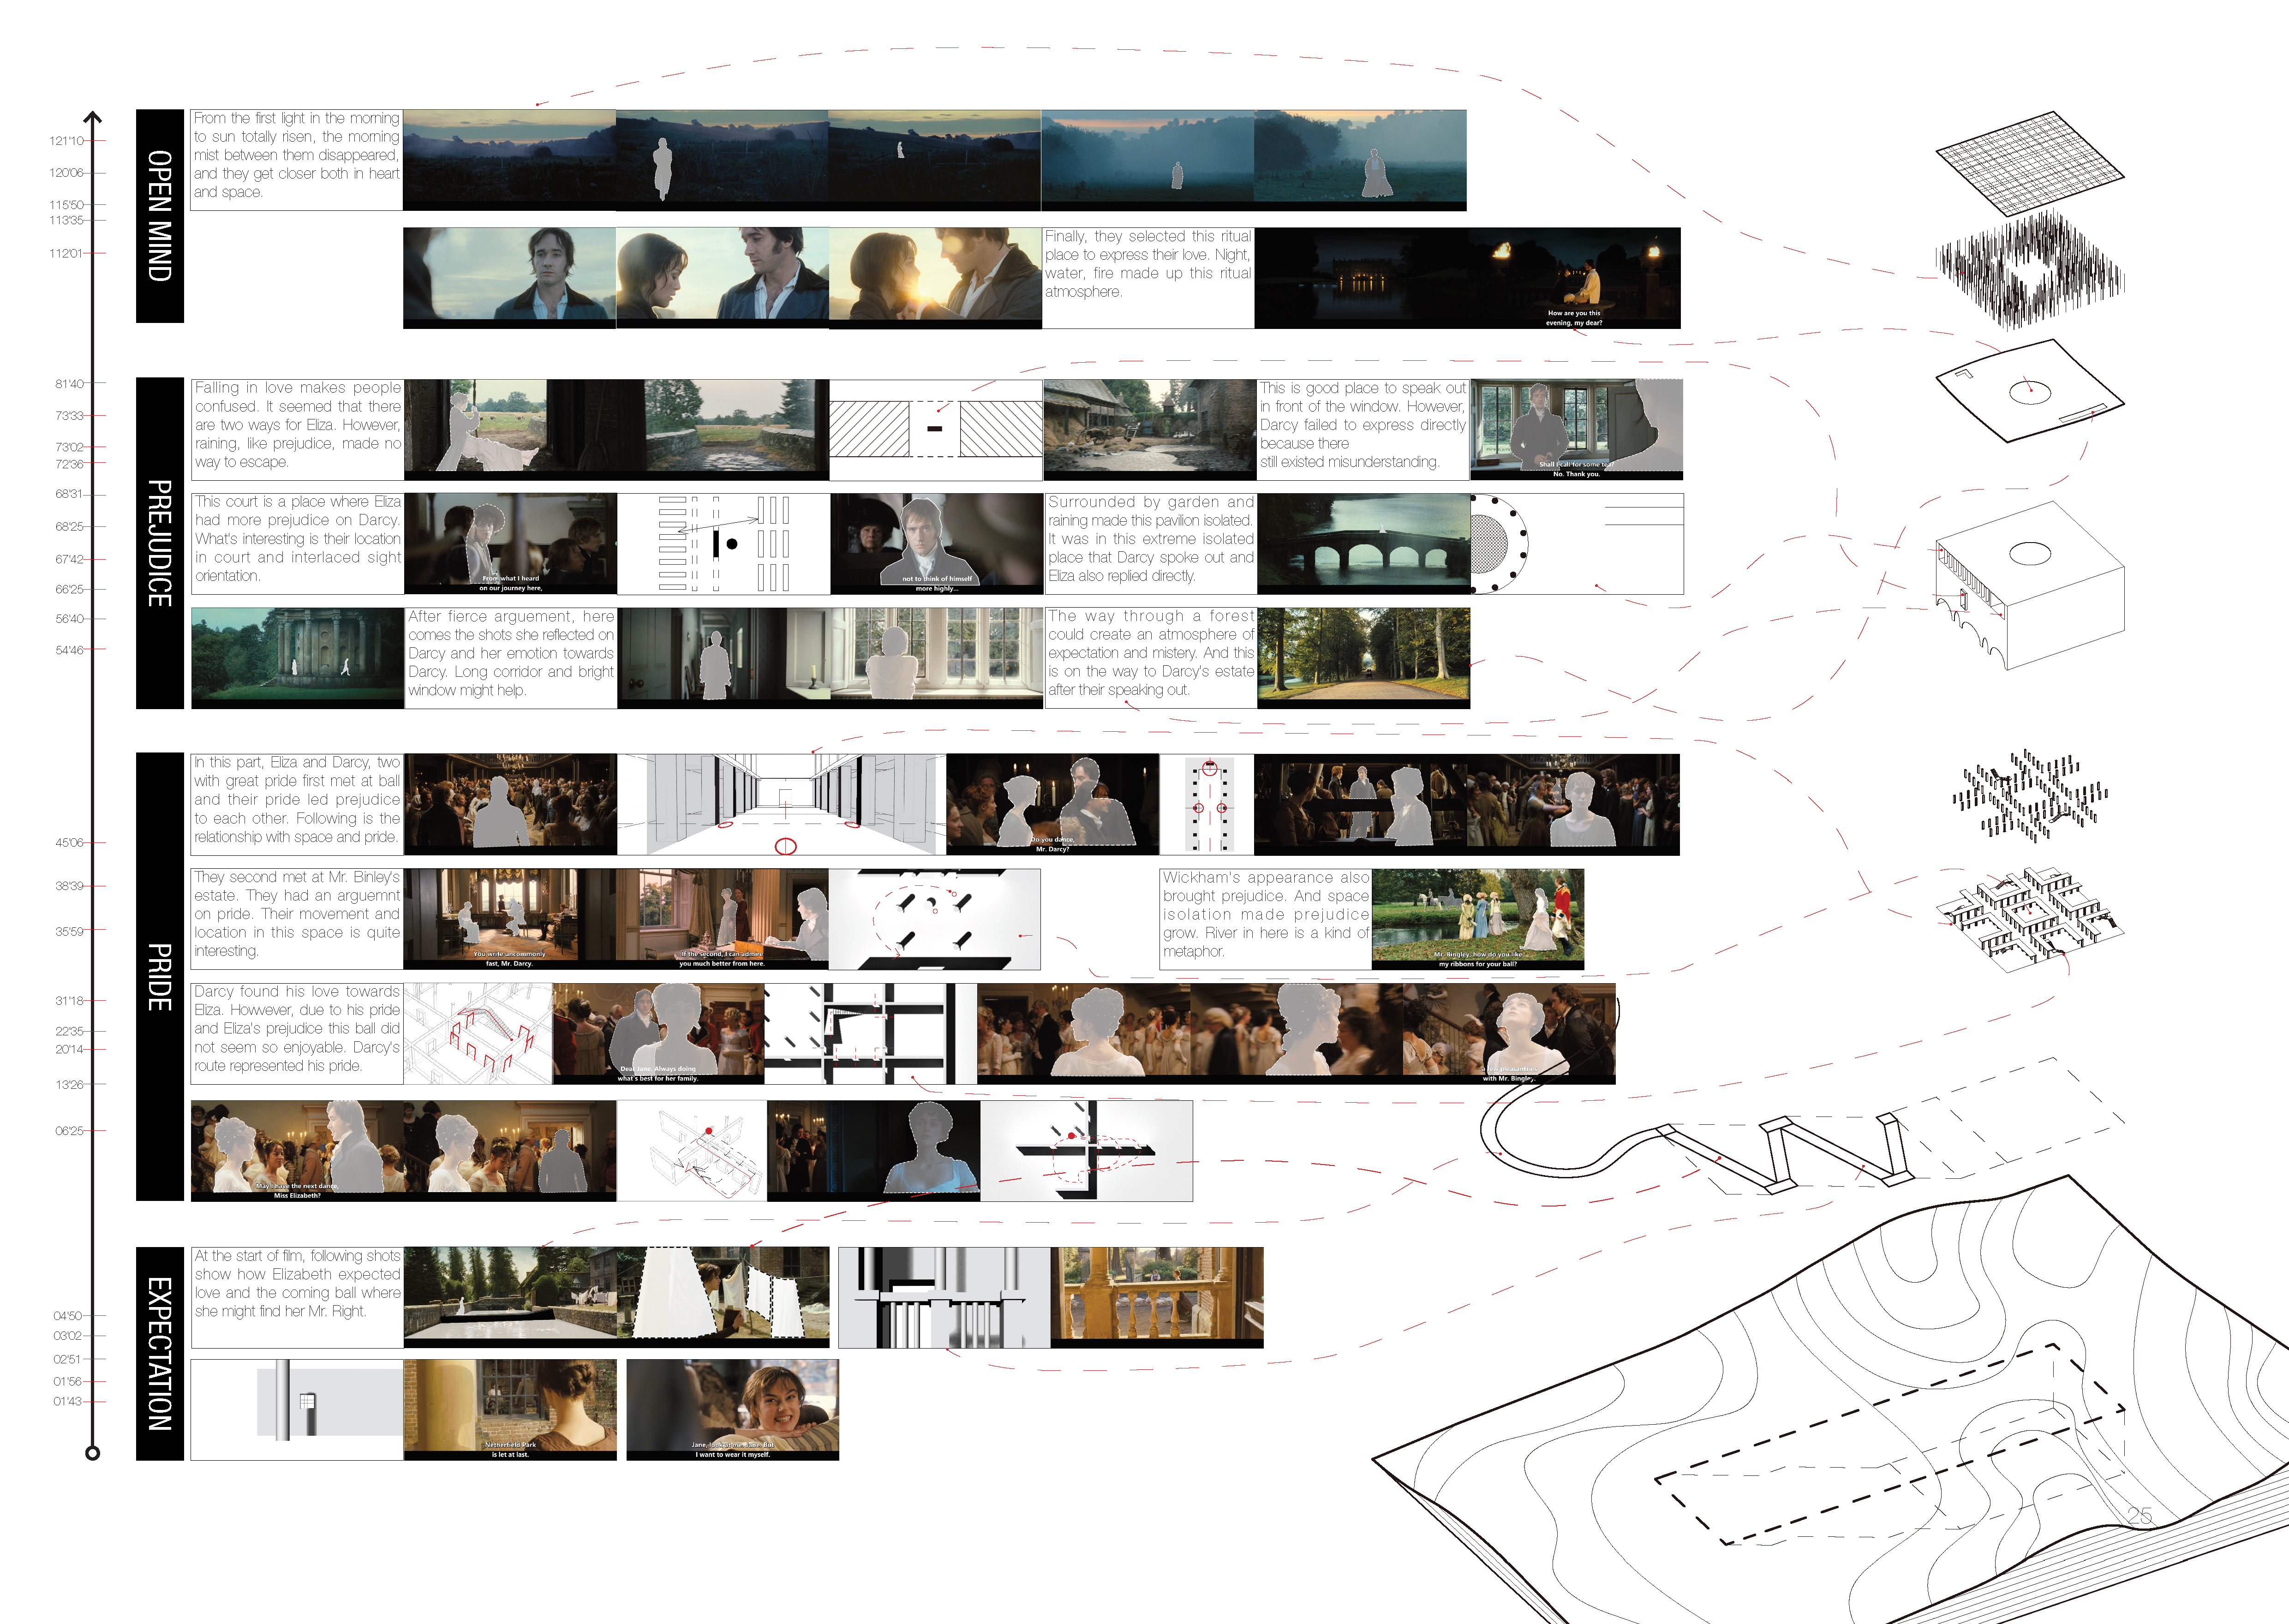 121'10
120'06
115'50
113'35
112'01
81'40
73'33
73'02
72'36
68'31
68'25
67'42
66'25
56'40
54'46
45'06
38'39
35'59
31'18
22'35
20'14
13'26
06'25
04'50
03'02
02'51
01'56
01'43
OPEN MIND
From the first light in the morning
to sun totally risen, the morning
mist between them disappeared,
and they get closer both in heart
and space.
Finally, they selected this ritual
place to express their love. Night,
water, fire made up this ritual
atmosphere.
How are you this
evening, my dear?
PREJUDICE
Falling in love makes people
confused. It seemed that there
are two ways for Eliza. However,
raining, like prejudice, made no
way to escape.
This is good place to speak out
in front of the window. However,
Darcy failed to express directly
because there
still existed misunderstanding.
Shall I call for some tea?
No. Thank you.
This court is a place where Eliza
had more prejudice on Darcy.
What's interesting is their location
in court and interlaced sight
orientation.
From what I heard
on our journey here,
not to think of himself
more highly...
Surrounded by garden and
raining made this pavilion isolated.
It was in this extreme isolated
place that Darcy spoke out and
Eliza also replied directly.
After fierce arguement, here
comes the shots she reflected on
Darcy and her emotion towards
Darcy. Long corridor and bright
window might help.
The way through a forest
could create an atmosphere of
expectation and mistery. And this
is on the way to Darcy's estate
after their speaking out.
PRIDE
In this part, Eliza and Darcy, two
with great pride first met at ball
and their pride led prejudice
to each other. Following is the
relationship with space and pride.
Do you dance,
Mr. Darcy?
They second met at Mr. Binley's
estate. They had an arguemnt
on pride. Their movement and
location in this space is quite
interesting.
You write uncommonly
fast, Mr. Darcy.
If the second, I can admire
you much better from here.
Wickham's appearance also
brought prejudice. And space
isolation made prejudice
grow. River in here is a kind of
metaphor.
Mr. Bingley, how do you like
my ribbons for your ball?
Darcy found his love towards
Eliza. Howvever, due to his pride
and Eliza's prejudice this ball did
not seem so enjoyable. Darcy's
route represented his pride.
Dear Jane. Always doing
what's best for her family.
pleasantries
with Mr. Bingley.
May I have the next dance,
Miss Elizabeth?
EXPECTATION
At the start of film, following shots
show how Elizabeth expected
love and the coming ball where
she might find her Mr. Right.
Netherfield Park
is let at last.
I want to wear it myself.
25